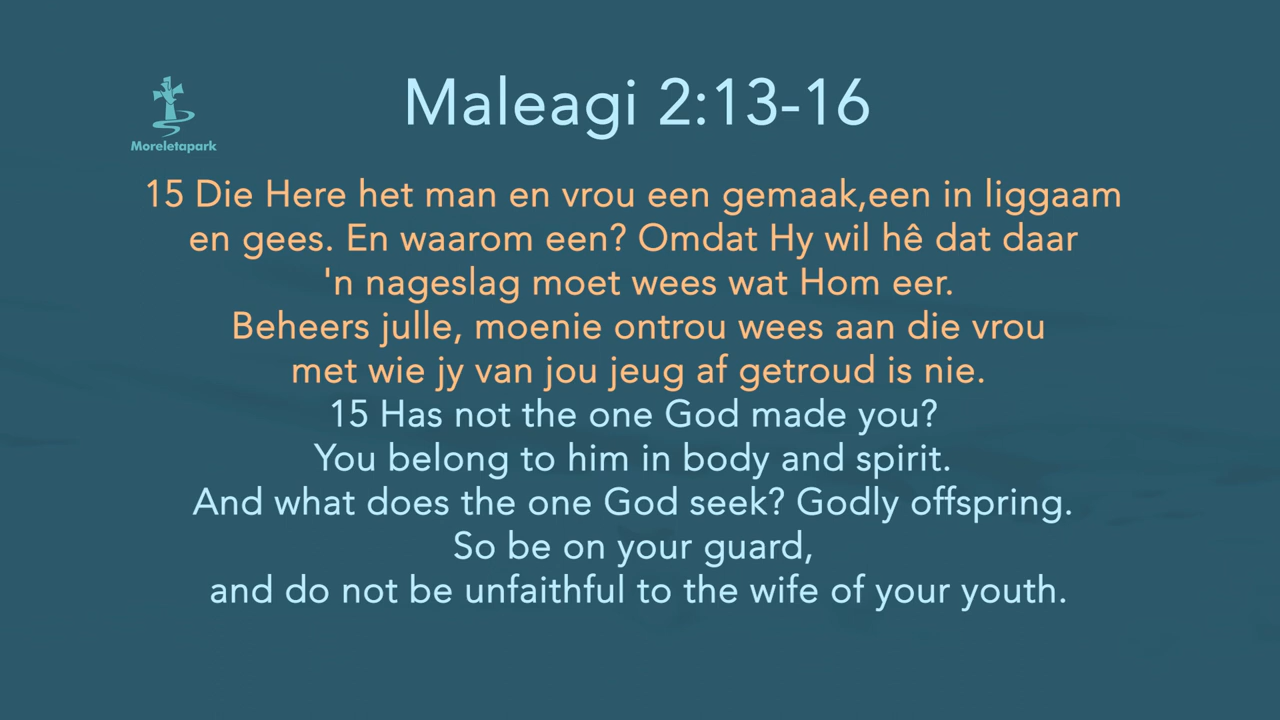 Maleagi 2:13-16
Moreletapark
15 Die Here het man en vrou een gemaak,een in liggaam
en gees. En waarom een? Omdat Hy wil hê dat daar
'n nageslag moet wees wat Hom eer.
Beheers julle, moenie ontrou wees aan die vrou
met wie jy van jou jeug af getroud is nie.
15 Has not the one God made you?
You belong to him in body and spirit.
And what does the one God seek? Godly offspring.
So be on your guard,
and do not be unfaithful to the wife of your youth.